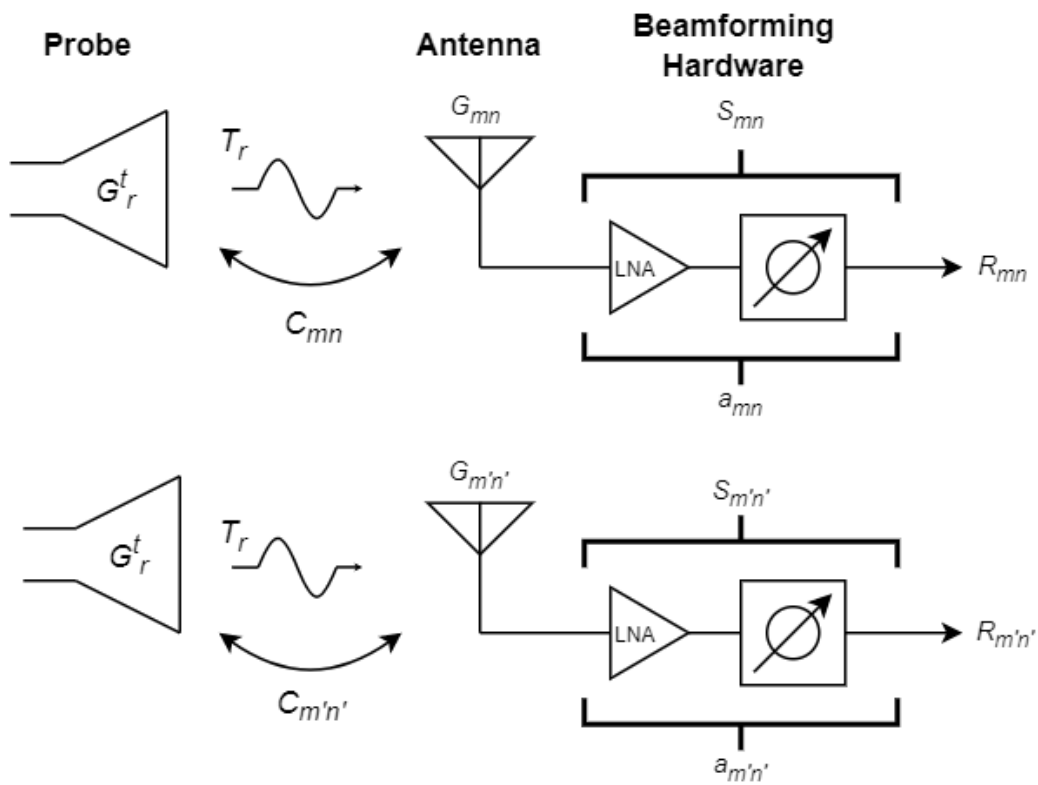 Probe
Antenna
Beamforming
Hardware
G_mn
S_mn
T_r
G^t_r
LNA
R_mn
C_mn
a_mn
G_m'n'
S_m'n'
T_r
G^t_r
LNA
R_m'n'
C_m'n'
a_m'n'